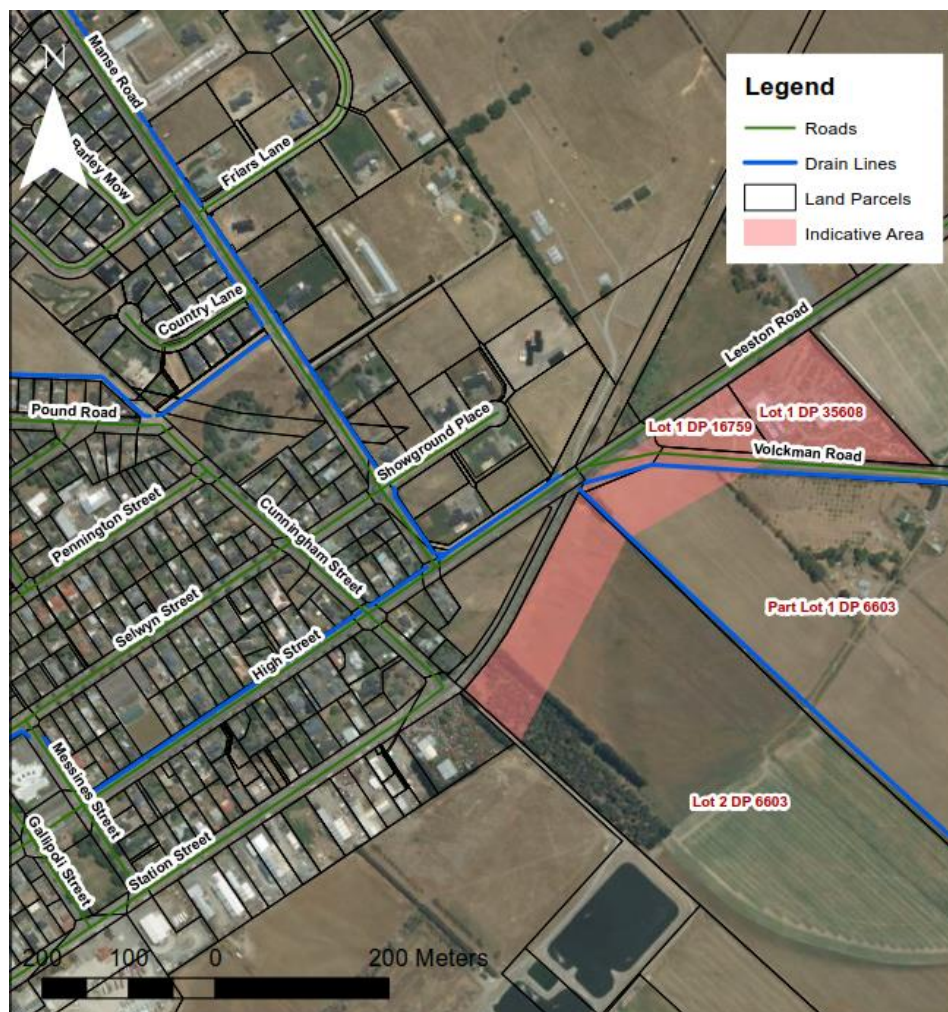 N
Manse Road
Barley Mow
Friars Lane
Country Lane
Pound Road
Showground Place
Pennington Street
Cunningham Street
Selwyn Street
High Street
Messines Street
Gallipoli Street
Station Street
Legend
Roads
Drain Lines
Land Parcels
Indicative Area
Leeston Road
Lot 1 DP 35608
Lot 1 DP 16759
Volckman Road
Part Lot 1 DP 6603
Lot 2 DP 6603
200 100 0 200 Meters